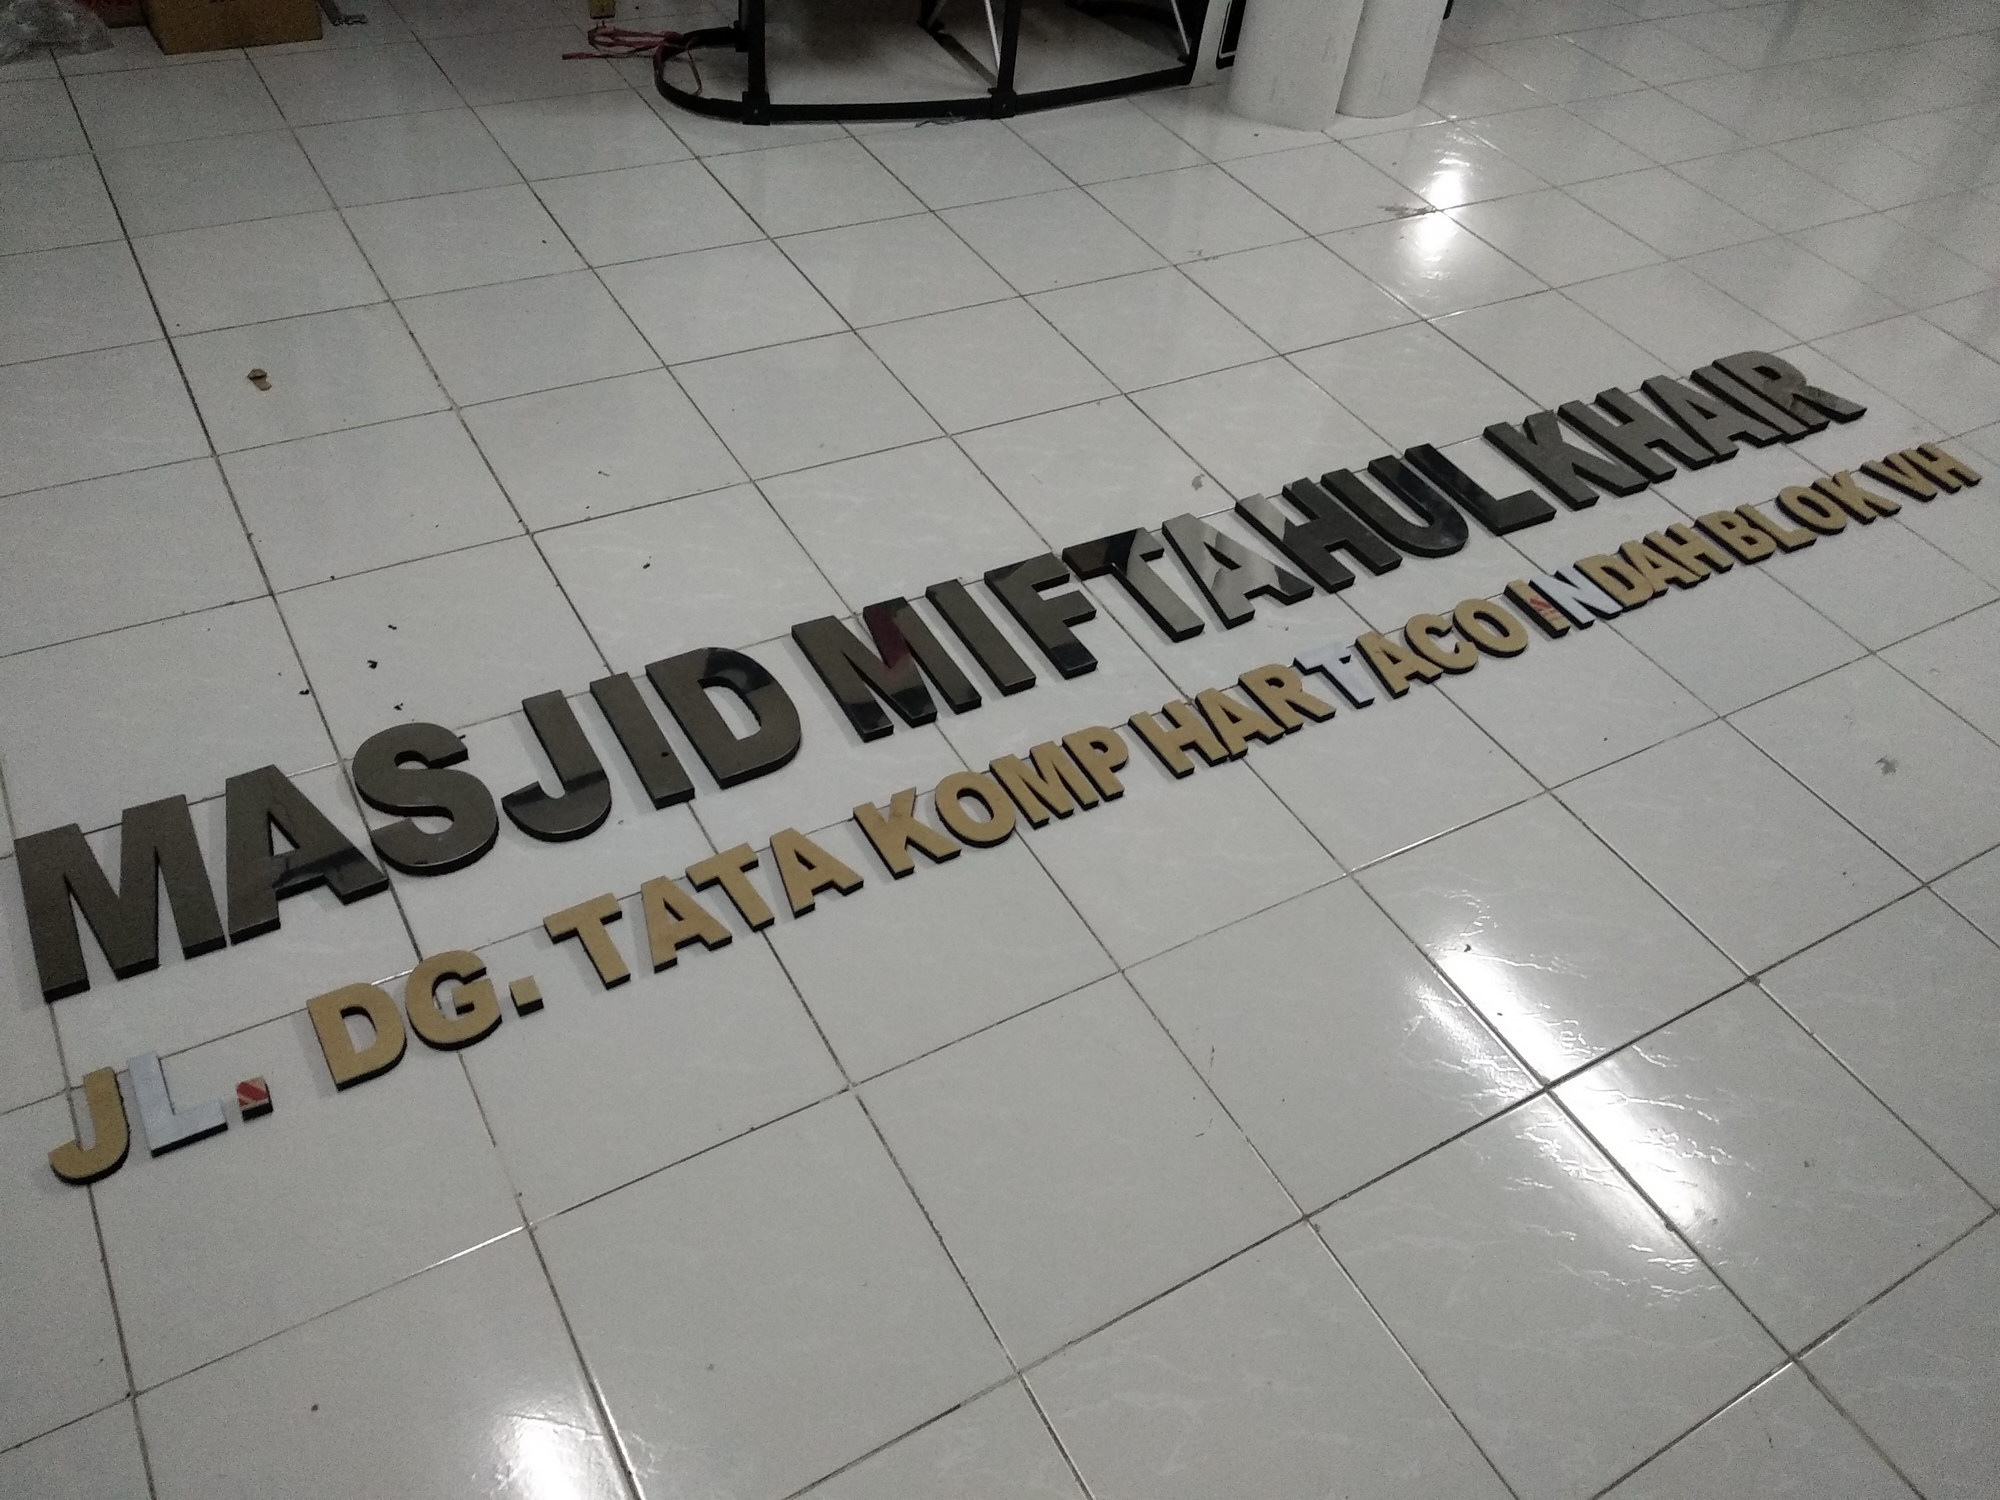 MASJID MIFTAHUL KHAIR
JL. DG. TATA KOMP HARTACO INDAH BLOK VH